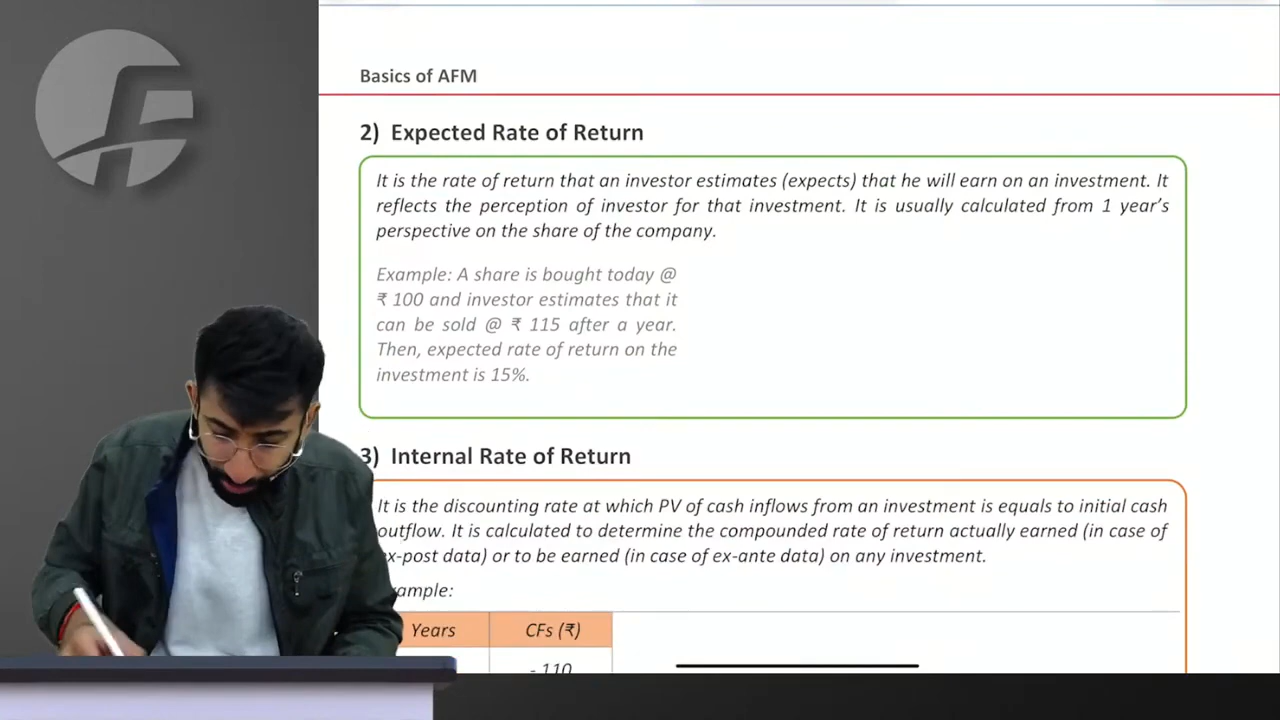 Basics of AFM
2) Expected Rate of Return
It is the rate of return that an investor estimates (expects) that he will earn on an investment. It
reflects the perception of investor for that investment. It is usually calculated from 1 year's
perspective on the share of the company.
Example: A share is bought today @
₹ 100 and investor estimates that it
can be sold @ ₹ 115 after a year.
Then, expected rate of return on the
investment is 15%.
3) Internal Rate of Return
It is the discounting rate at which PV of cash inflows from an investment is equals to initial cash
outflow. It is calculated to determine the compounded rate of return actually earned (in case of
ex-post data) or to be earned (in case of ex-ante data) on any investment.
ample:
Years CFs (₹)
- 110